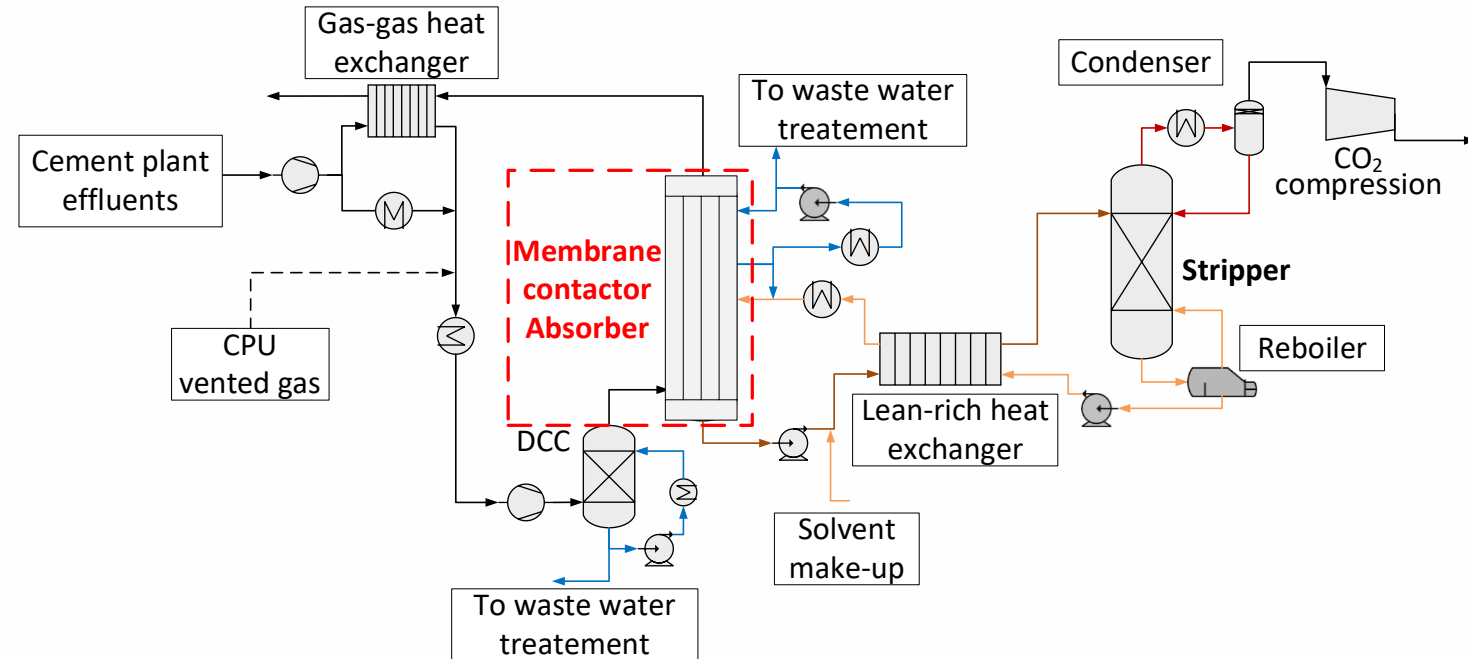 Gas-gas heat
exchanger
Condenser
To waste water
treatement
Cement plant
effluents
CO₂
compression
Membrane
contactor
Absorber
Stripper
CPU
vented gas
Reboiler
Lean-rich heat
exchanger
DCC
Solvent
make-up
To waste water
treatement